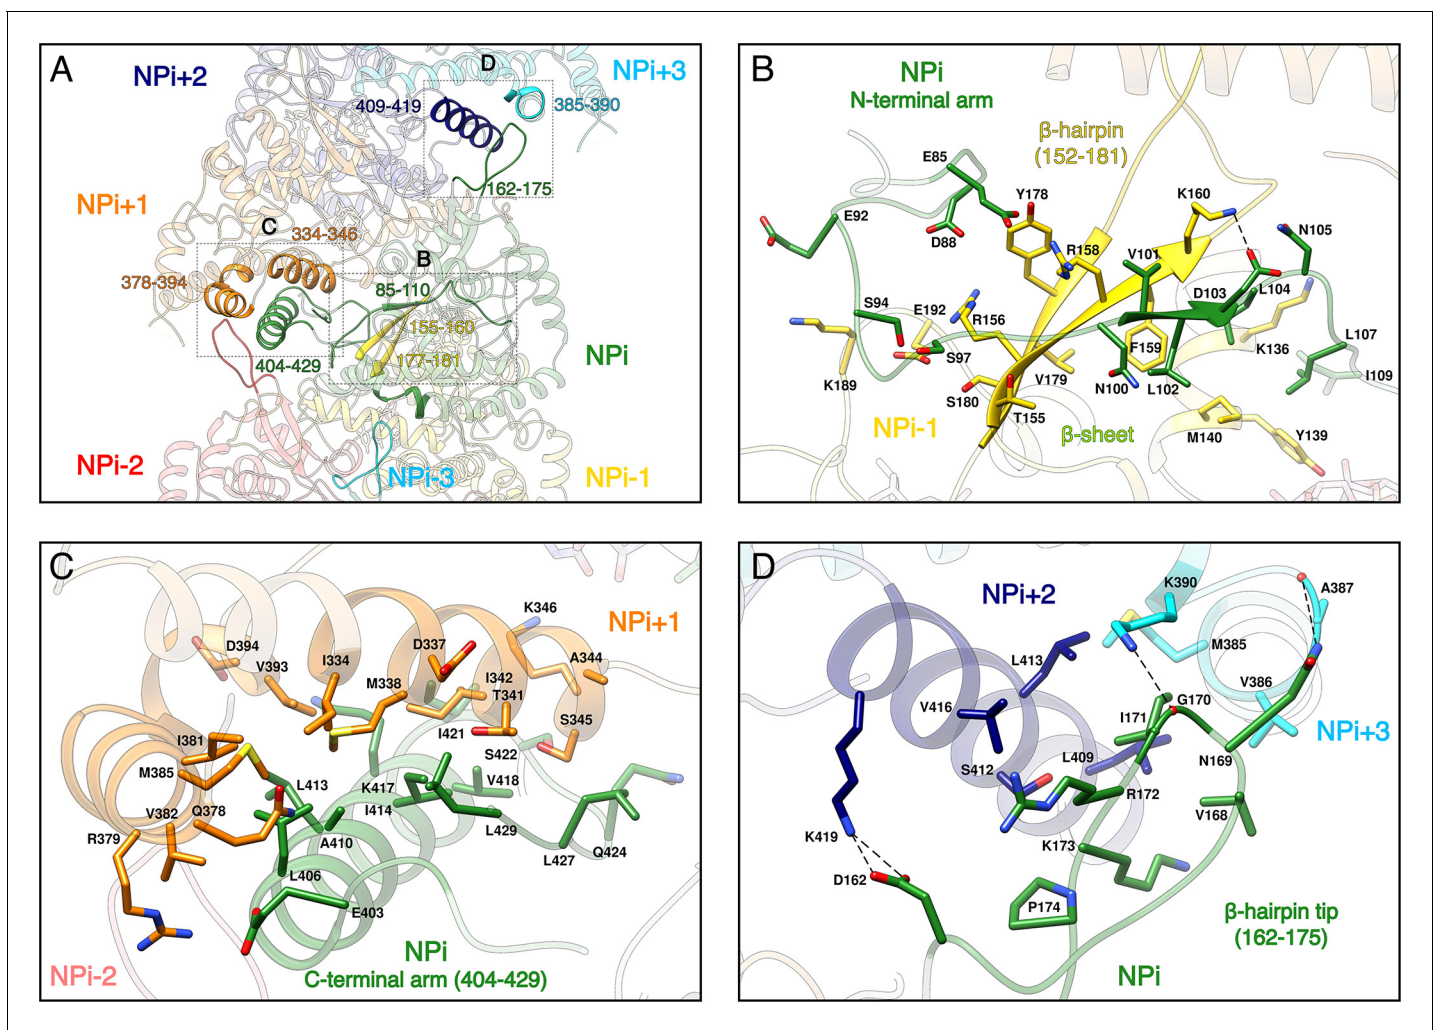 A
NPi+2
D
NPi+3
409-419
385-390
162-175
NPi+1
C
334-346
378-394
B
85-110
155-160
177-181
404-429
NPi
NPi-2
NPi-3
NPi-1
B
NPi
N-terminal arm
β-hairpin
(152-181)
E85
Y178
K160
E92
D88
R158
V101
N105
D103
L104
S94
E192
R156
F159
K136
L107
S97
I109
K189
S180
V179
N100
L102
T155
NPi-1
β-sheet
M140
Y139
C
NPi+1
K346
D394
V393
I334
D337
A344
M338
I342
T341
S345
I381
I421
S422
M385
L413
K417
V418
V382
Q378
I414
R379
A410
L429
L427
Q424
L406
E403
NPi
C-terminal arm (404-429)
NPi-2
D
NPi+2
K390
A387
L413
M385
V416
V386
G170
I171
NPi+3
S412
L409
N169
R172
V168
K419
K173
D162
P174
β-hairpin tip
(162-175)
NPi